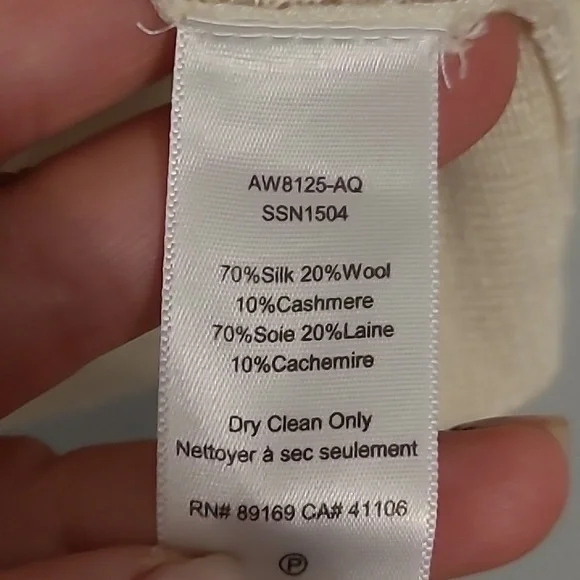 AW8125-AQ
SSN1504
70%Silk 20%Wool
10%Cashmere
70%Soie 20%Laine
10%Cachemire
Dry Clean Only
Nettoyer à sec seulement
RN# 89169 CA# 41106
P